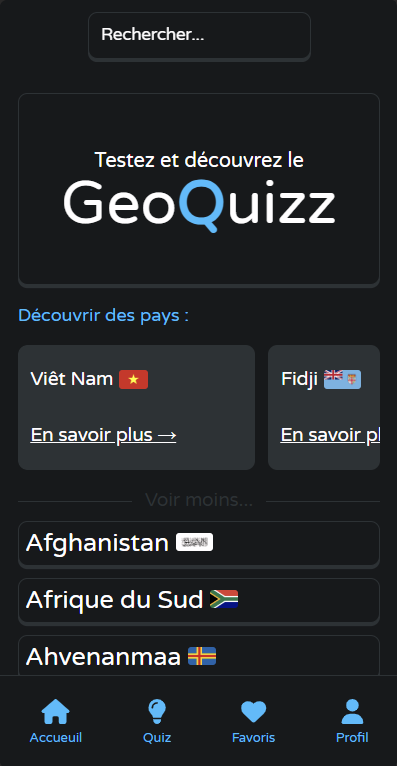 Rechercher...
Testez et découvrez le
GeoQuizz
Découvrir des pays :
Viêt Nam
Fidji
En savoir plus →
En savoir pl
Voir moins...
Afghanistan
Afrique du Sud
Ahvenanmaa
Accueuil
Quiz
Favoris
Profil